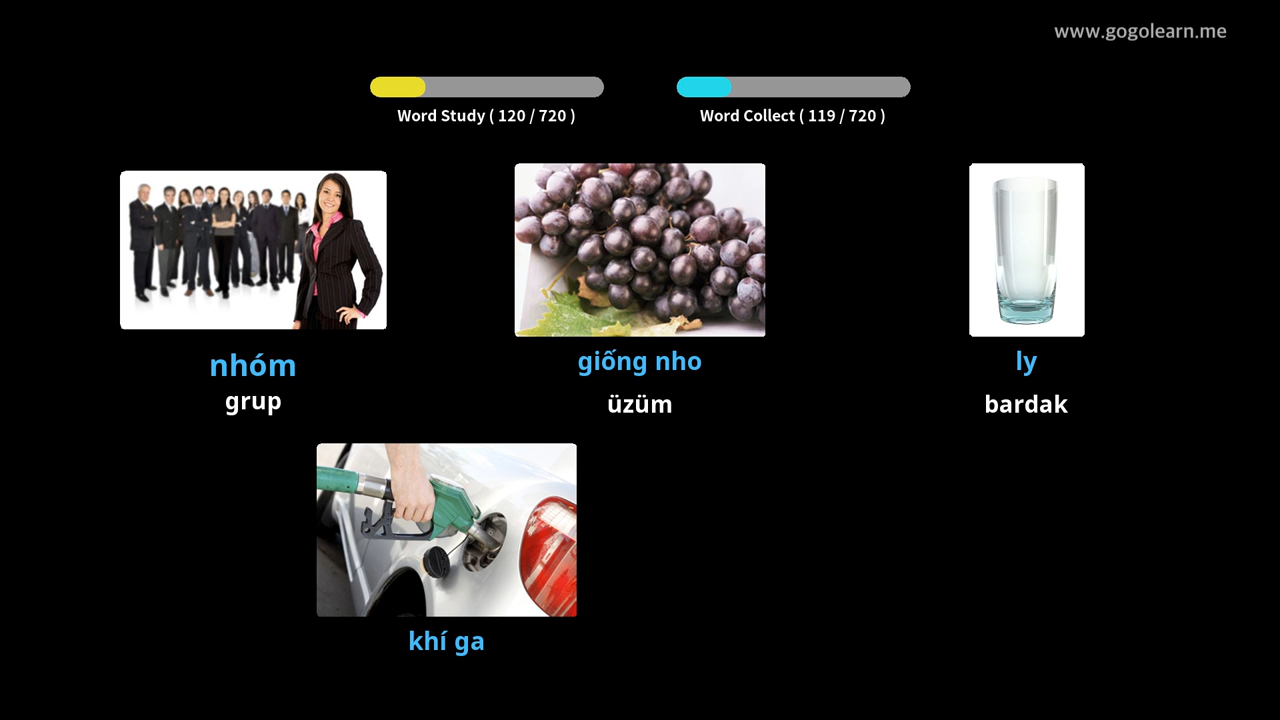 www.gogolearn.me
Word Study ( 120 / 720 )
Word Collect ( 119 / 720 )
nhóm
grup
giống nho
üzüm
ly
bardak
khí ga